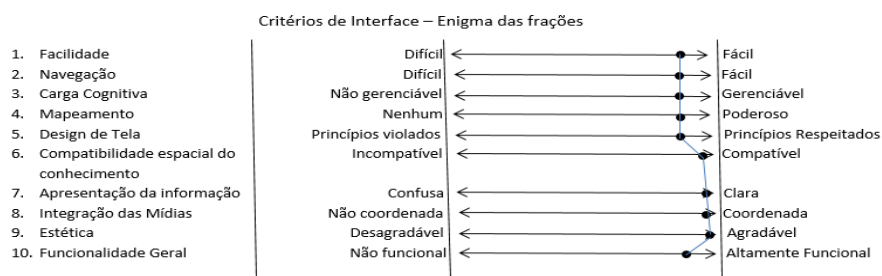 Critérios de Interface – Enigma das frações
1. Facilidade Difícil Fácil
2. Navegação Difícil Fácil
3. Carga Cognitiva Não gerenciável Gerenciável
4. Mapeamento Nenhum Poderoso
5. Design de Tela Princípios violados Princípios Respeitados
6. Compatibilidade espacial do Incompatível Compatível
conhecimento
7. Apresentação da informação Confusa Clara
8. Integração das Mídias Não coordenada Coordenada
9. Estética Desagradável Agradável
10. Funcionalidade Geral Não funcional Altamente Funcional